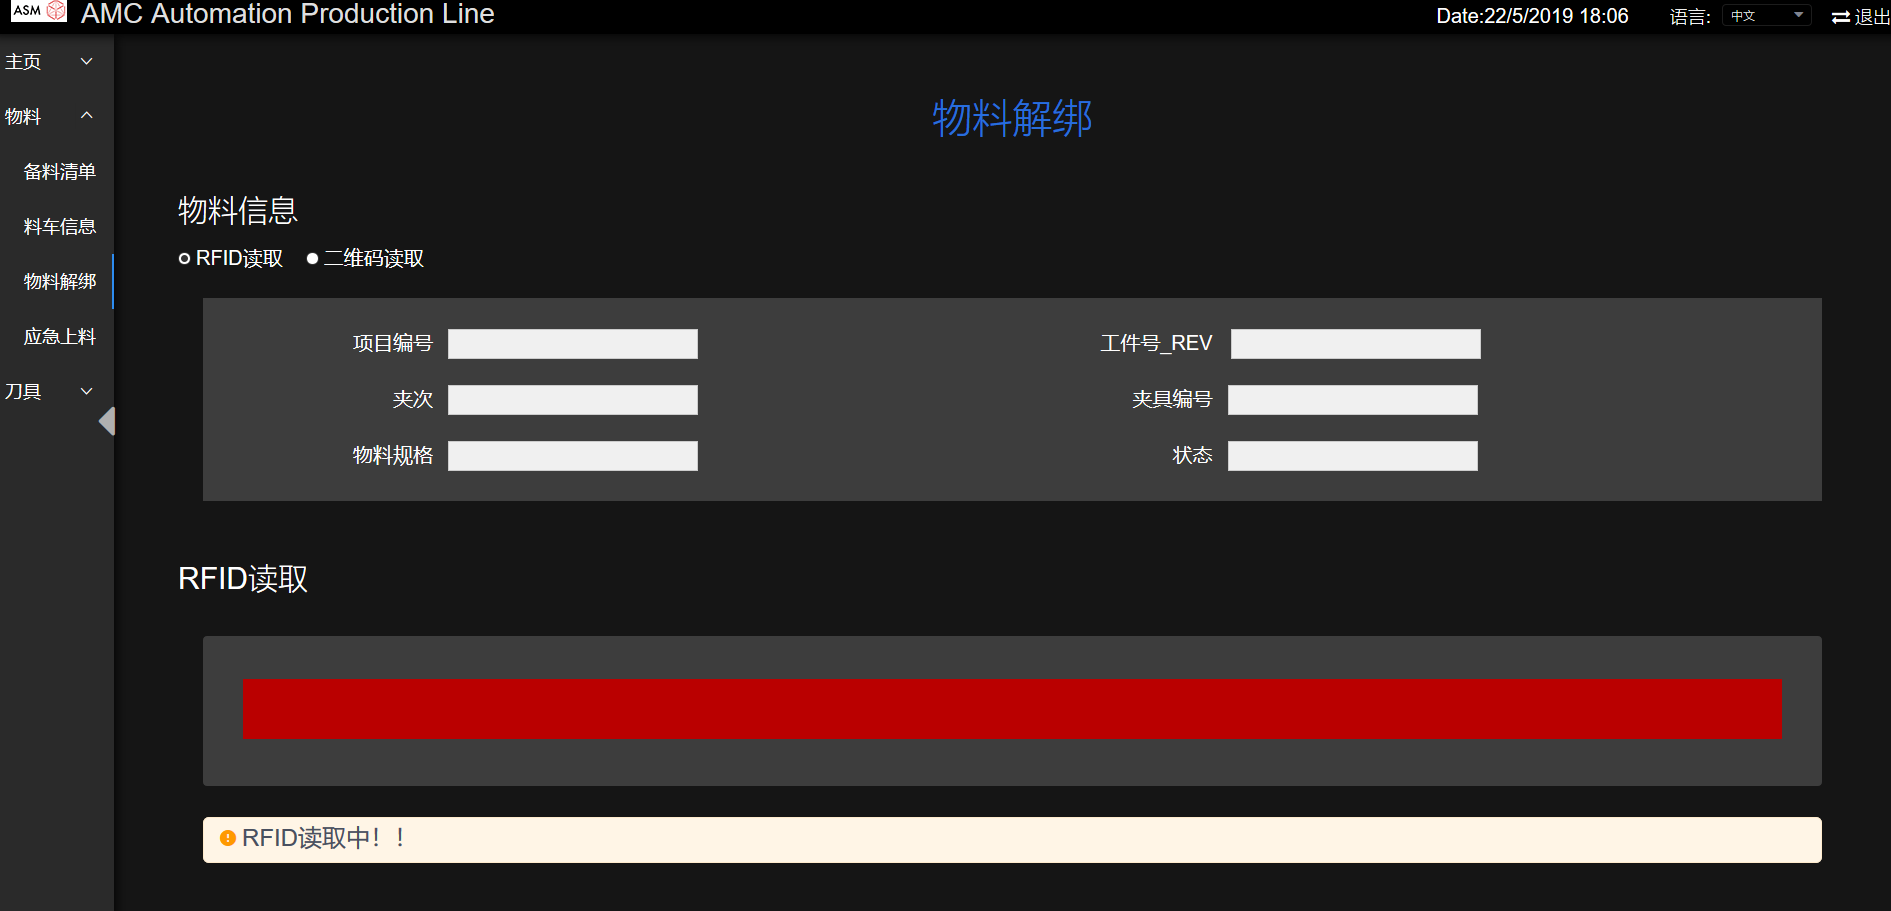 ASM AMC Automation Production Line Date:22/5/2019 18:06 语言: 中文 退出
主页
物料
备料清单
料车信息
物料解绑
应急上料
刀具
物料解绑
物料信息
RFID读取 二维码读取
项目编号 工件号_REV
夹次 夹具编号
物料规格 状态
RFID读取
RFID读取中！！